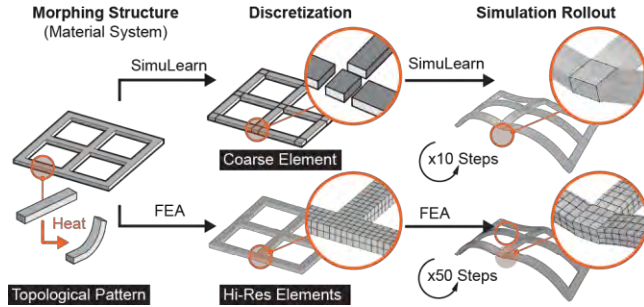 Morphing Structure
(Material System)
Discretization
Simulation Rollout
SimuLearn
SimuLearn
Coarse Element
x10 Steps
Heat
FEA
FEA
x50 Steps
Topological Pattern
Hi-Res Elements